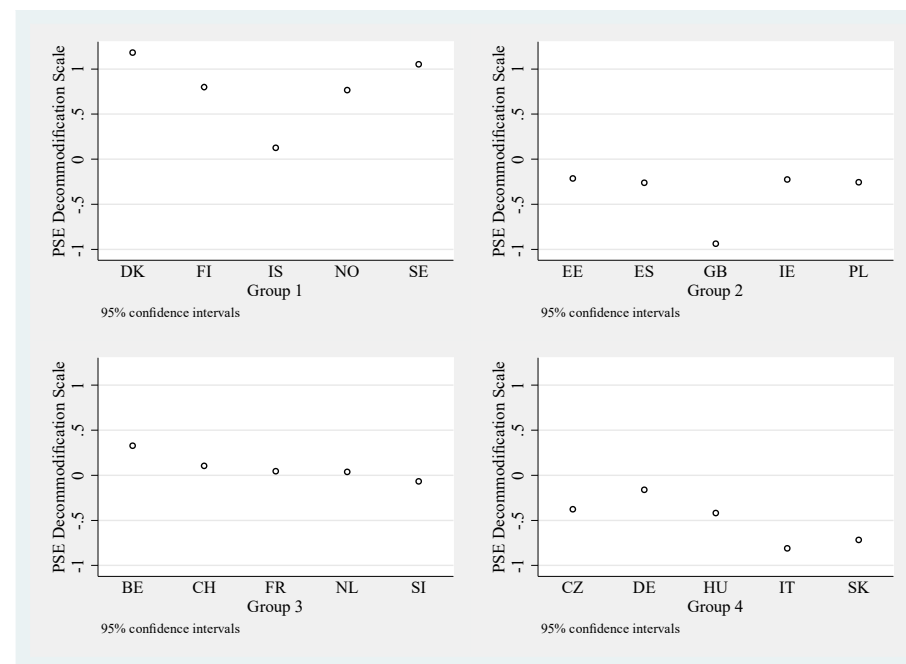 PSE Decommodification Scale
1
.5
0
-.5
-1
DK FI IS NO SE
Group 1
95% confidence intervals
PSE Decommodification Scale
1
.5
0
-.5
-1
EE ES GB IE PL
Group 2
95% confidence intervals
PSE Decommodification Scale
1
.5
0
-.5
-1
BE CH FR NL SI
Group 3
95% confidence intervals
PSE Decommodification Scale
1
.5
0
-.5
-1
CZ DE HU IT SK
Group 4
95% confidence intervals